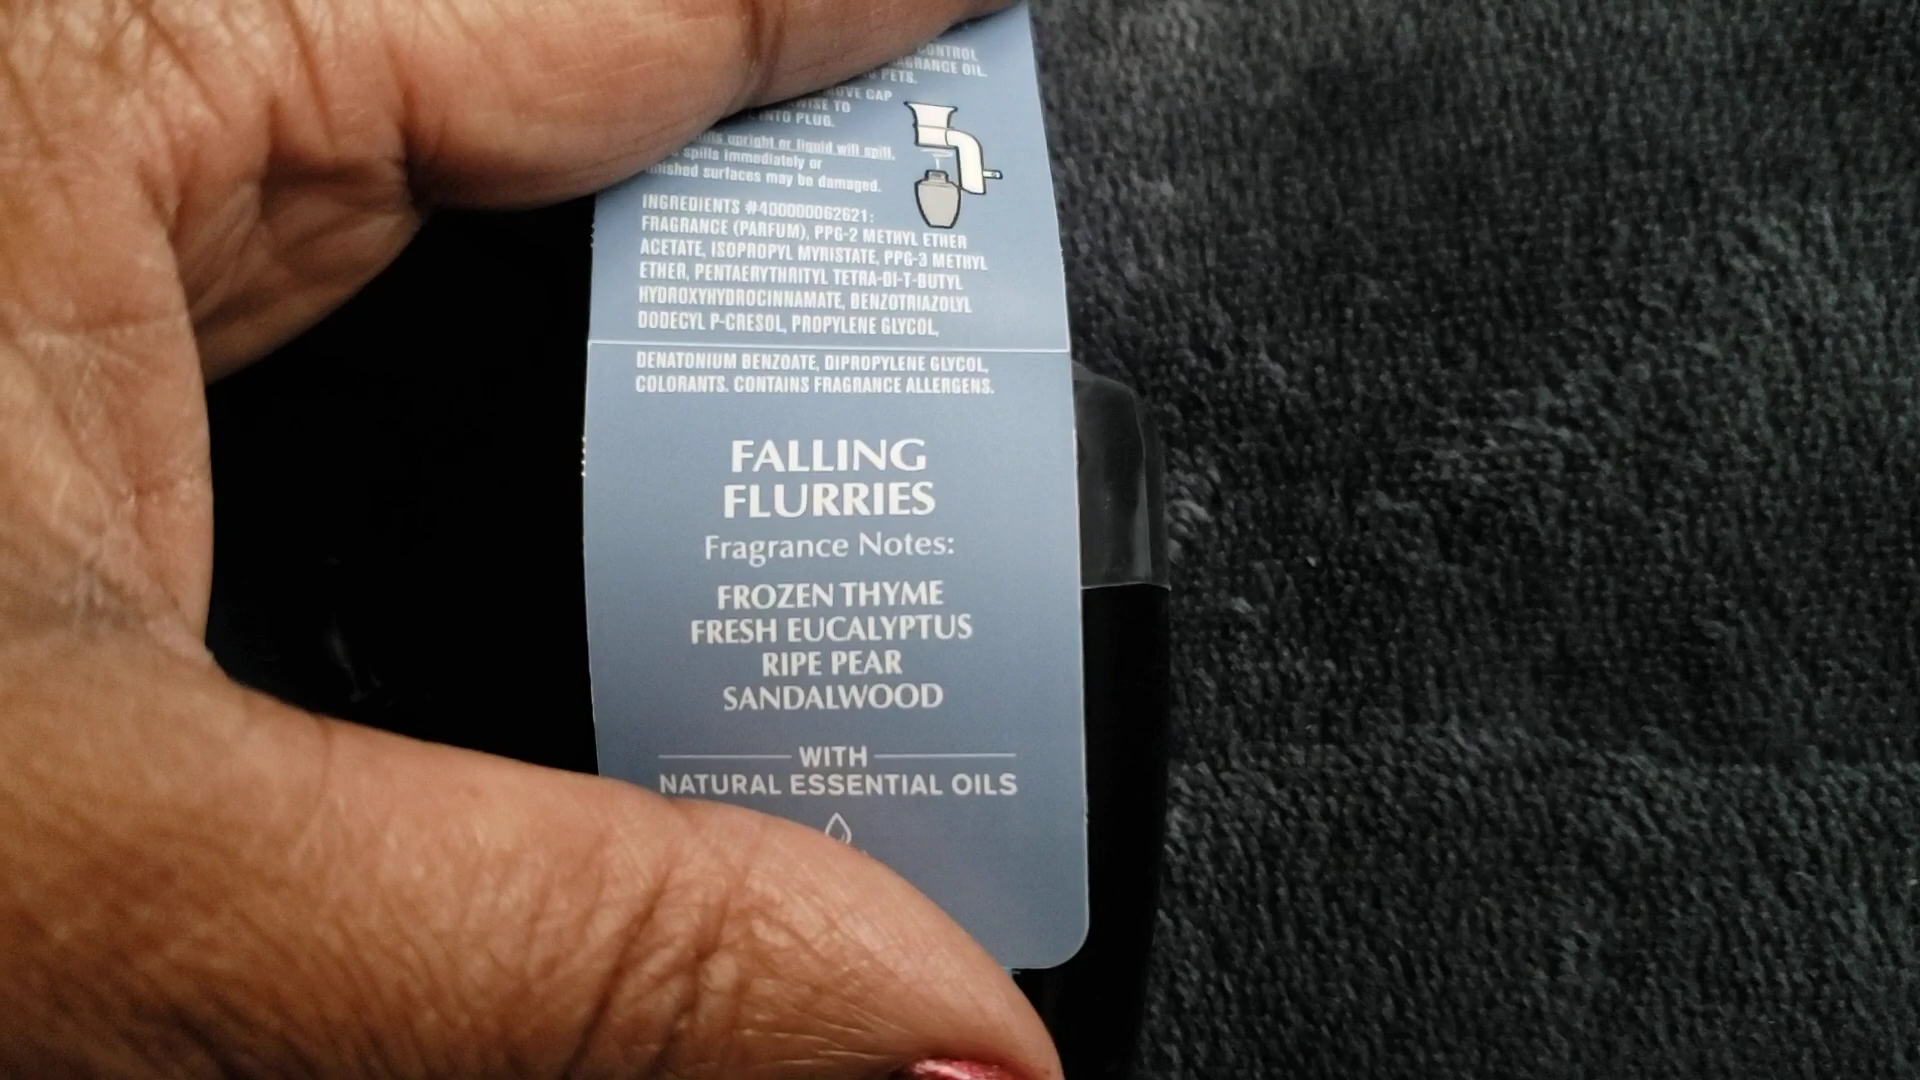 CONTROL
FRAGRANCE OIL.
PETS.
CAP
TO
INTO PLUG.
upright or liquid will spill.
spills immediately or
surfaces may be damaged.
INGREDIENTS #400000062621:
FRAGRANCE (PARFUM), PPG-2 METHYL ETHER
ACETATE, ISOPROPYL MYRISTATE, PPG-3 METHYL
ETHER, PENTAERYTHRITYL TETRA-DI-T-BUTYL
HYDROXYHYDROCINNAMATE, BENZOTRIAZOLYL
DODECYL P-CRESOL, PROPYLENE GLYCOL,
DENATONIUM BENZOATE, DIPROPYLENE GLYCOL,
COLORANTS. CONTAINS FRAGRANCE ALLERGENS.
FALLING
FLURRIES
Fragrance Notes:
FROZEN THYME
FRESH EUCALYPTUS
RIPE PEAR
SANDALWOOD
WITH
NATURAL ESSENTIAL OILS